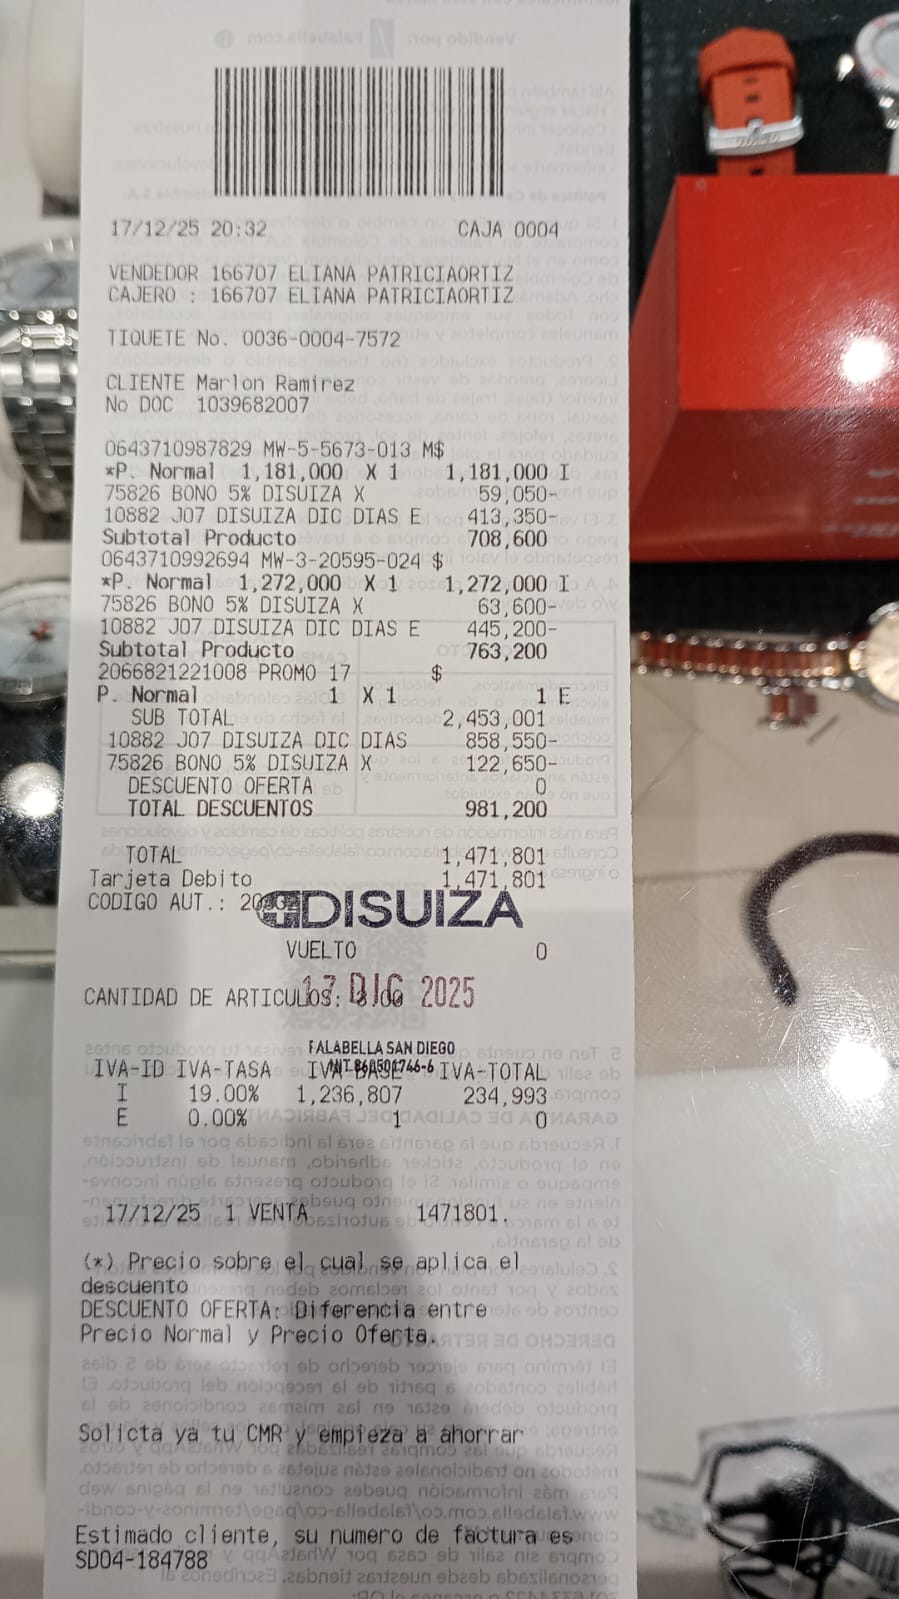 17/12/25 20:32 CAJA 0004
VENDEDOR 166707 ELIANA PATRICIAORTIZ
CAJERO : 166707 ELIANA PATRICIAORTIZ
TIQUETE No. 0036-0004-7572
CLIENTE Marlon Ramirez
No DOC 1039682007
0643710987829 MW-5-5673-013 M$
*P. Normal 1,181,000 X 1 1,181,000 I
75826 BONO 5% DISUIZA X 59,050-
10882 J07 DISUIZA DIC DIAS E 413,350-
Subtotal Producto 708,600
0643710992694 MW-3-20595-024 $
*P. Normal 1,272,000 X 1 1,272,000 I
75826 BONO 5% DISUIZA X 63,600-
10882 J07 DISUIZA DIC DIAS E 445,200-
Subtotal Producto 763,200
2066821221008 PROMO 17 $
P. Normal 1 X 1 1 E
SUB TOTAL 2,453,001
10882 J07 DISUIZA DIC DIAS 858,550-
75826 BONO 5% DISUIZA X 122,650-
DESCUENTO OFERTA 0
TOTAL DESCUENTOS 981,200
TOTAL 1,471,801
Tarjeta Debito 1,471,801
CODIGO AUT.:
DISUIZA
VUELTO 0
17 DIC 2025
CANTIDAD DE ARTICULOS:
FALABELLA SAN DIEGO
NIT.860501746-6
IVA-ID IVA-TASA IVA-BASE IVA-TOTAL
I 19.00% 1,236,807 234,993
E 0.00% 1 0
17/12/25 1 VENTA 1471801.
(*) Precio sobre el cual se aplica el
descuento
DESCUENTO OFERTA: Diferencia entre
Precio Normal y Precio Oferta.
Solicta ya tu CMR y empieza a ahorrar
Estimado cliente, su numero de factura es
SD04-184788